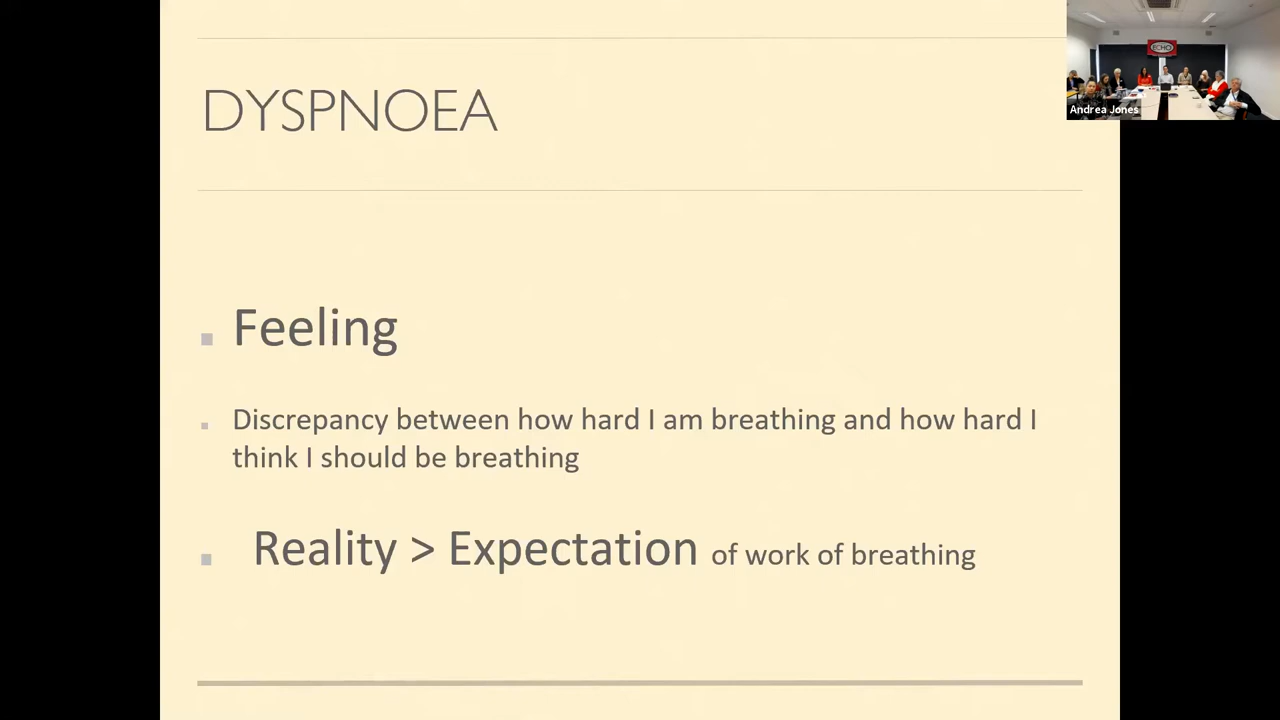 DYSPNOEA
Feeling
Discrepancy between how hard I am breathing and how hard I
think I should be breathing
Reality > Expectation of work of breathing
ECHO
Andrea Jones